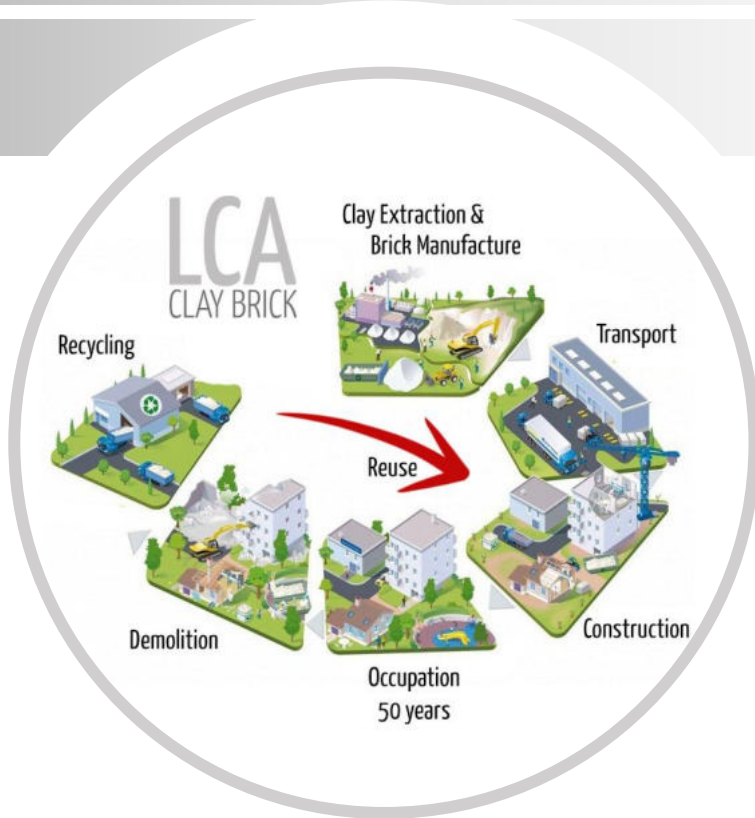 LCA
CLAY BRICK
Clay Extraction &
Brick Manufacture
Transport
Recycling
Reuse
Demolition
Construction
Occupation
50 years